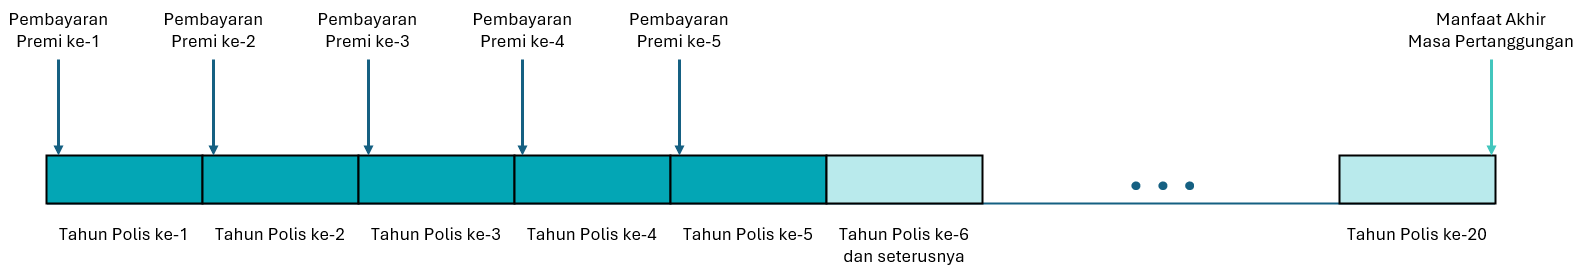 Pembayaran
Premi ke-1
Pembayaran
Premi ke-2
Pembayaran
Premi ke-3
Pembayaran
Premi ke-4
Pembayaran
Premi ke-5
Manfaat Akhir
Masa Pertanggungan
Tahun Polis ke-1
Tahun Polis ke-2
Tahun Polis ke-3
Tahun Polis ke-4
Tahun Polis ke-5
Tahun Polis ke-6
dan seterusnya
Tahun Polis ke-20